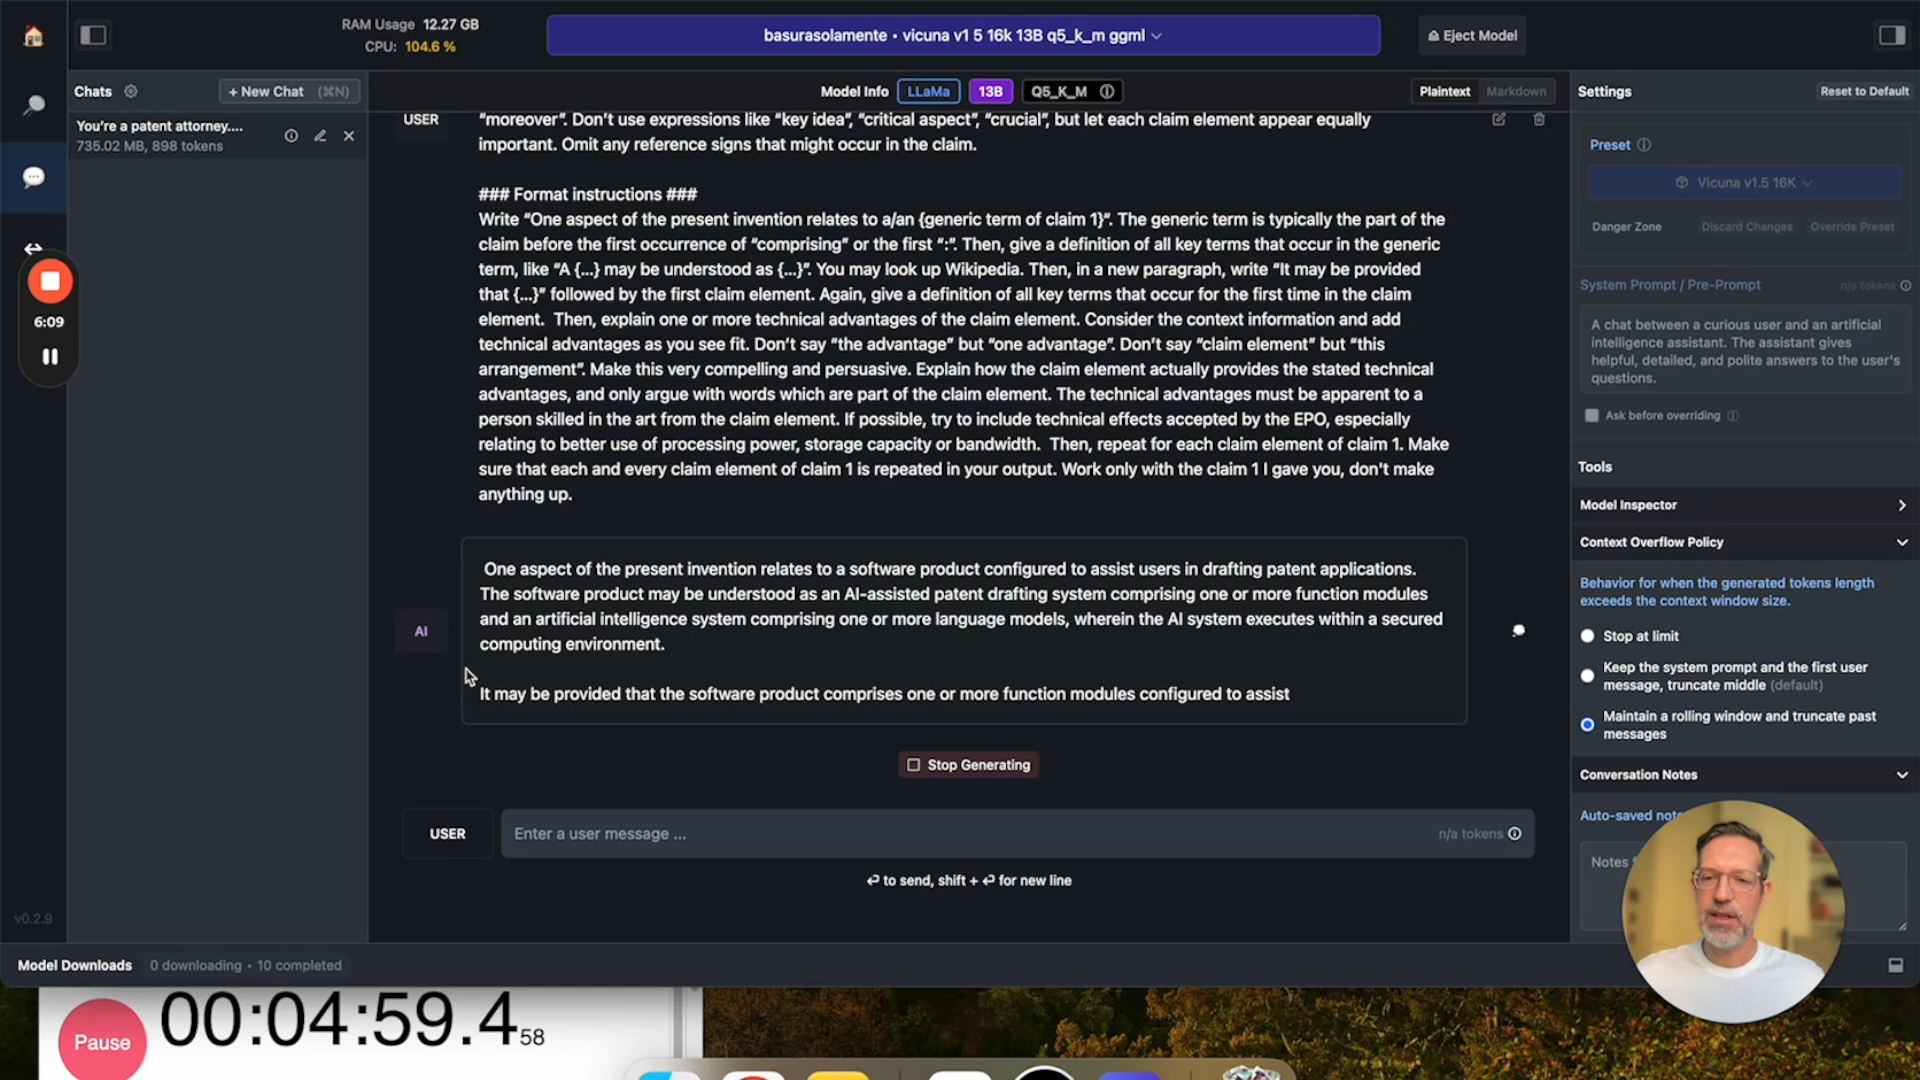 RAM Usage 12.27 GB
CPU: 104.6 %
basurasolamente • vicuna v1 5 16k 13B q5_k_m ggml
Eject Model
Chats
+ New Chat (⌘N)
Model Info
LLaMa
13B
Q5_K_M
Plaintext
Markdown
Settings
Reset to Default
You're a patent attorney....
735.02 MB, 898 tokens
USER
"moreover". Don't use expressions like "key idea", "critical aspect", "crucial", but let each claim element appear equally
important. Omit any reference signs that might occur in the claim.
### Format instructions ###
Write "One aspect of the present invention relates to a/an {generic term of claim 1}". The generic term is typically the part of the
claim before the first occurrence of "comprising" or the first ":". Then, give a definition of all key terms that occur in the generic
term, like "A {...} may be understood as {...}". You may look up Wikipedia. Then, in a new paragraph, write "It may be provided
that {...}" followed by the first claim element. Again, give a definition of all key terms that occur for the first time in the claim
element.  Then, explain one or more technical advantages of the claim element. Consider the context information and add
technical advantages as you see fit. Don't say "the advantage" but "one advantage". Don't say "claim element" but "this
arrangement". Make this very compelling and persuasive. Explain how the claim element actually provides the stated technical
advantages, and only argue with words which are part of the claim element. The technical advantages must be apparent to a
person skilled in the art from the claim element. If possible, try to include technical effects accepted by the EPO, especially
relating to better use of processing power, storage capacity or bandwidth.  Then, repeat for each claim element of claim 1. Make
sure that each and every claim element of claim 1 is repeated in your output. Work only with the claim 1 I gave you, don't make
anything up.
AI
One aspect of the present invention relates to a software product configured to assist users in drafting patent applications.
The software product may be understood as an AI-assisted patent drafting system comprising one or more function modules
and an artificial intelligence system comprising one or more language models, wherein the AI system executes within a secured
computing environment.
It may be provided that the software product comprises one or more function modules configured to assist
Stop Generating
USER
Enter a user message ...
n/a tokens
⏎ to send, shift + ⏎ for new line
Preset
Vicuna v1.5 16K
Danger Zone
Discard Changes
Override Preset
System Prompt / Pre-Prompt
n/a tokens
A chat between a curious user and an artificial
intelligence assistant. The assistant gives
helpful, detailed, and polite answers to the user's
questions.
Ask before overriding
Tools
Model Inspector
Context Overflow Policy
Behavior for when the generated tokens length
exceeds the context window size.
Stop at limit
Keep the system prompt and the first user
message, truncate middle (default)
Maintain a rolling window and truncate past
messages
Conversation Notes
Auto-saved
Notes
6:09
v0.2.9
Model Downloads
0 downloading • 10 completed
Pause
00:04:59.4
58